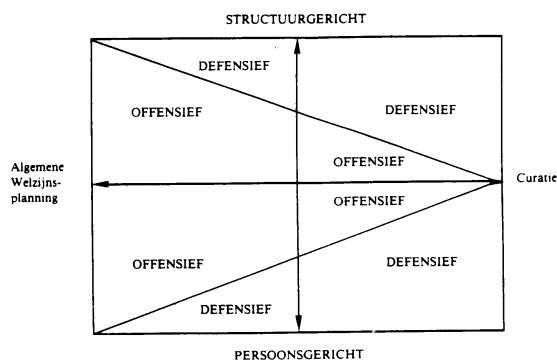 STRUCTUURGERICHT
DEFENSIEF
OFFENSIEF
DEFENSIEF
Algemene
Welzijns-
planning
OFFENSIEF
Curatie
OFFENSIEF
OFFENSIEF
DEFENSIEF
DEFENSIEF
PERSOONSGERICHT